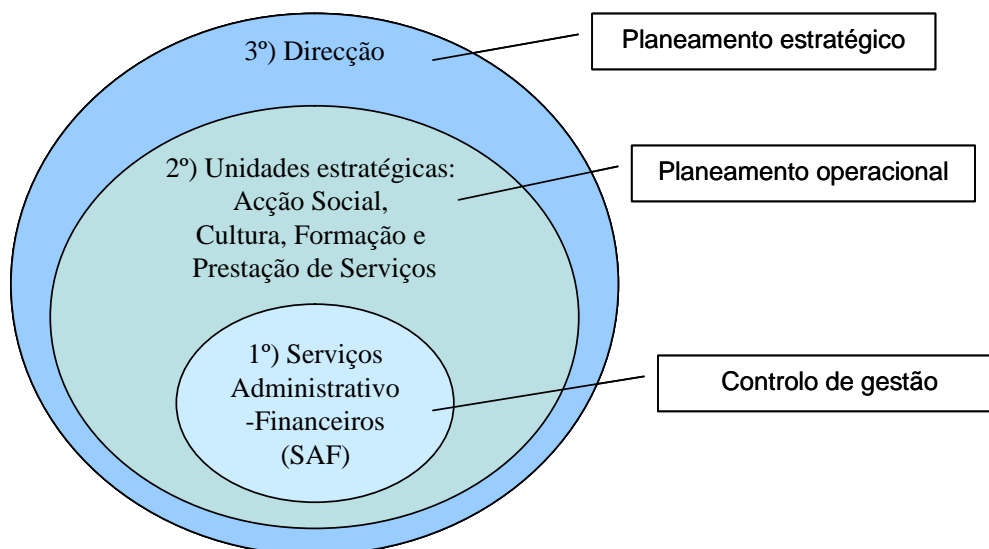 3º) Direcção
Planeamento estratégico
2º) Unidades estratégicas:
Acção Social,
Cultura, Formação e
Prestação de Serviços
Planeamento operacional
1º) Serviços
Administrativo
-Financeiros
(SAF)
Controlo de gestão